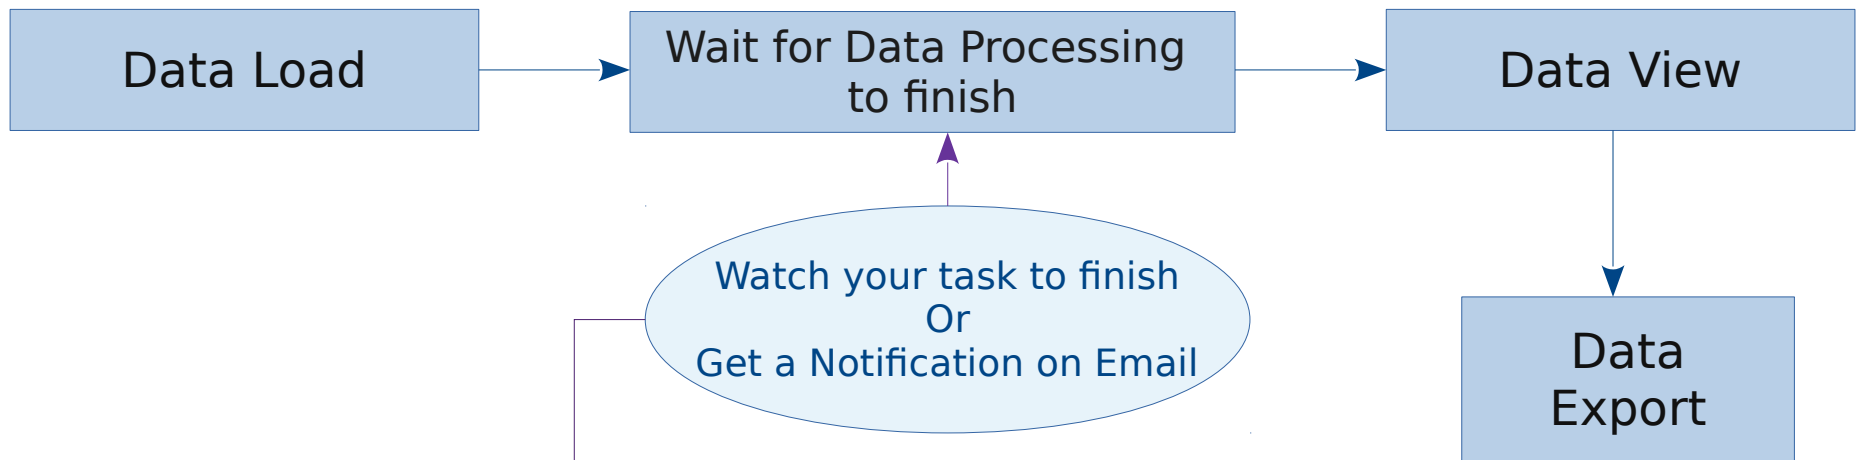 Data Load
Wait for Data Processing
to finish
Data View
Watch your task to finish
Or
Get a Notification on Email
Data
Export